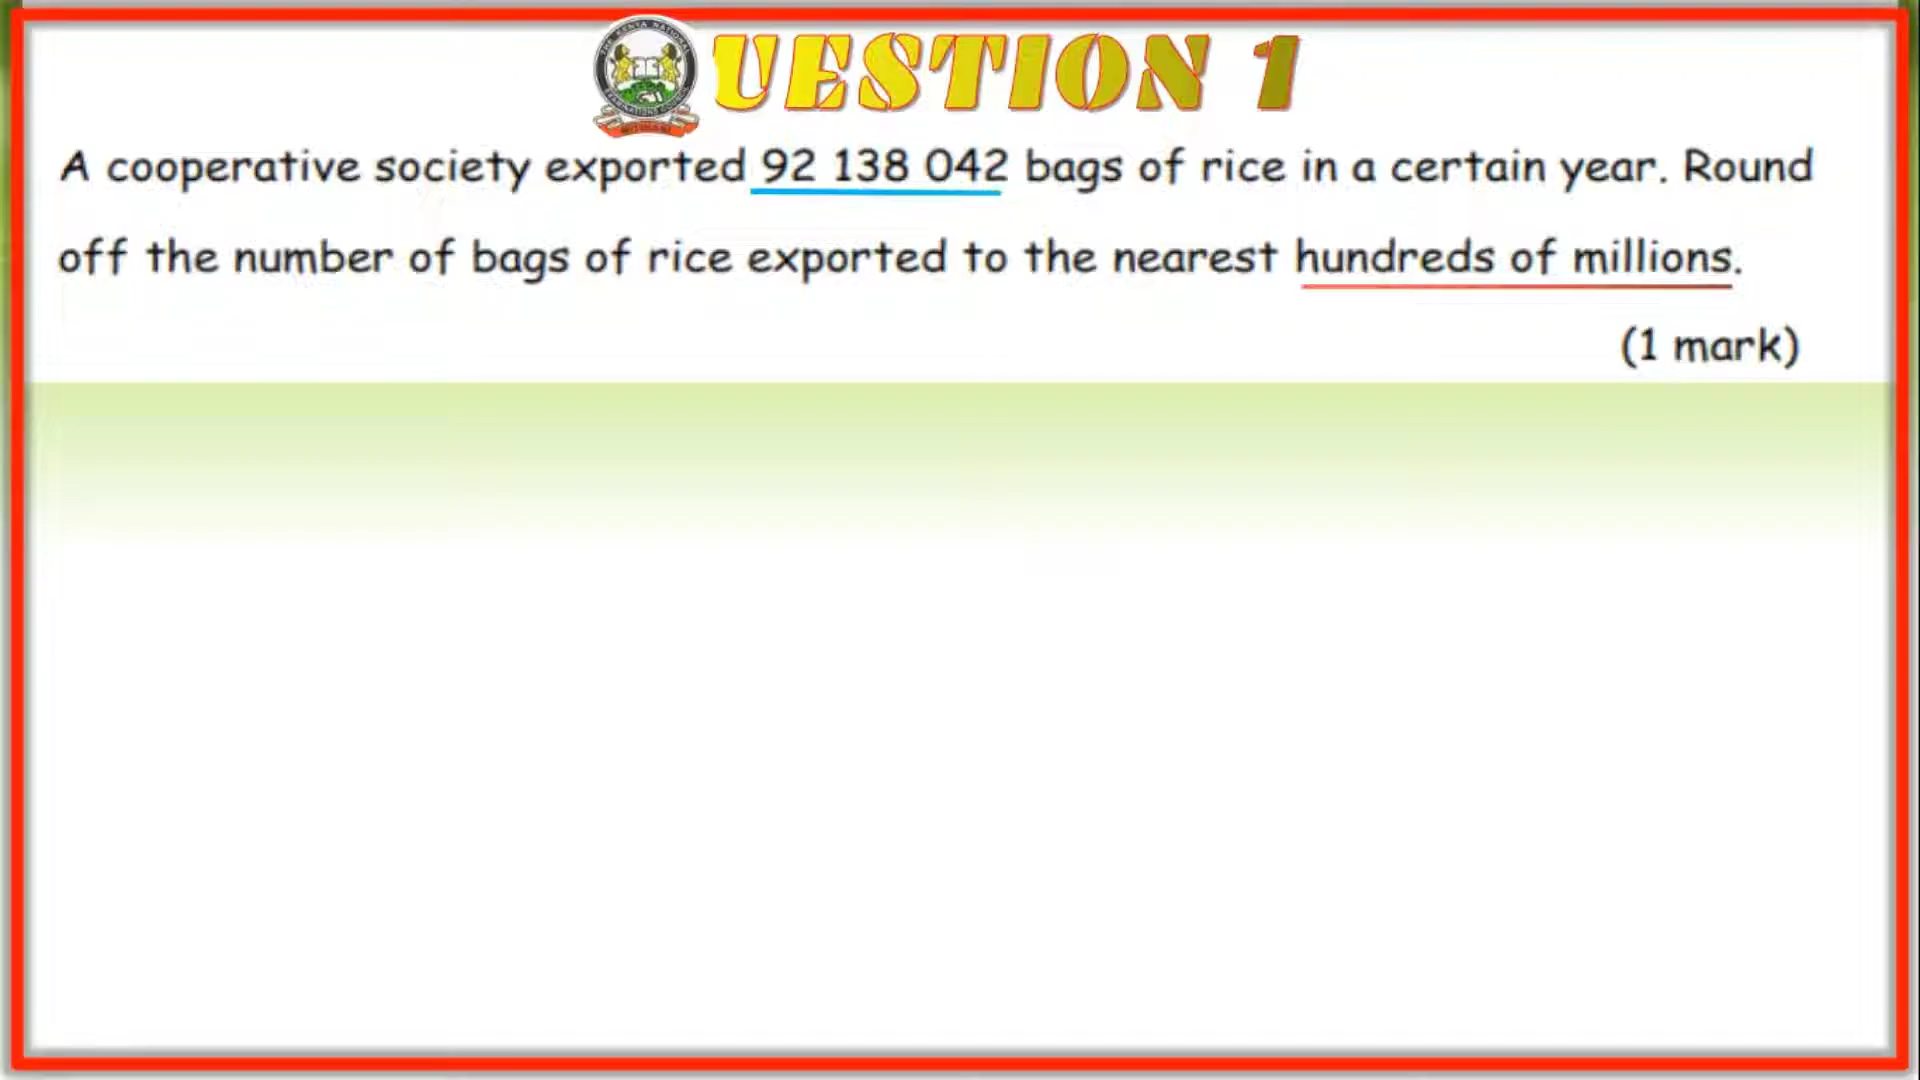 UESTION 1
A cooperative society exported 92 138 042 bags of rice in a certain year. Round
off the number of bags of rice exported to the nearest hundreds of millions.
(1 mark)